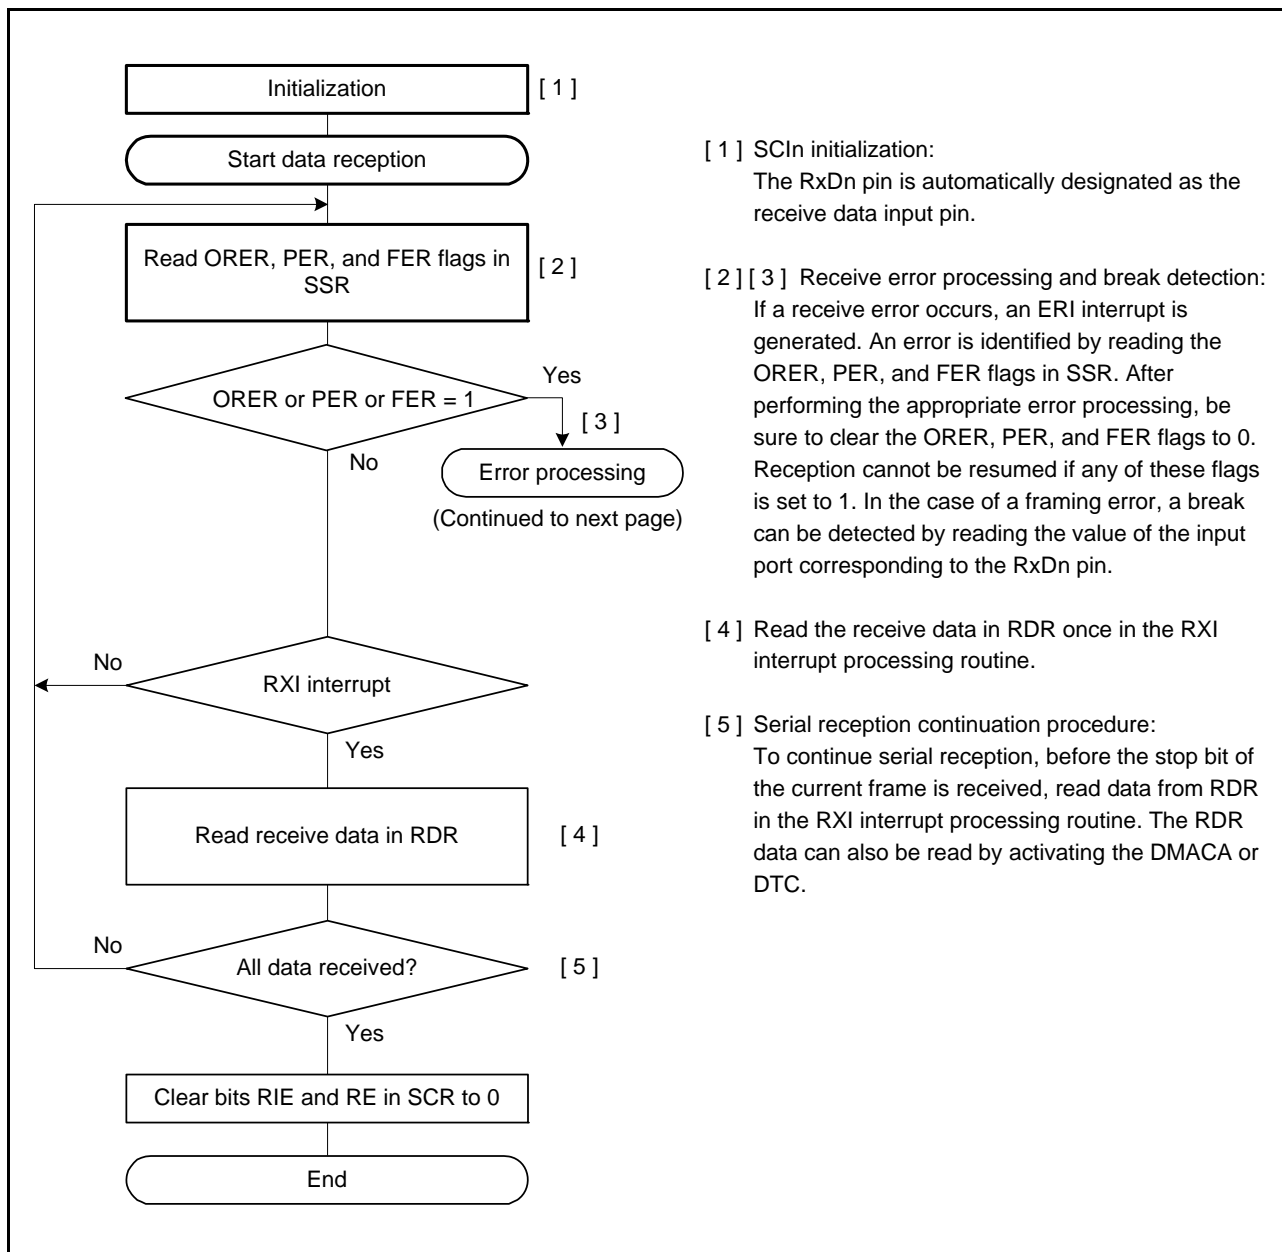 Initialization
[ 1 ]
Start data reception
Read ORER, PER, and FER flags in
SSR
[ 2 ]
ORER or PER or FER = 1
Yes
[ 3 ]
No
Error processing
(Continued to next page)
No
RXI interrupt
Yes
Read receive data in RDR
[ 4 ]
No
All data received?
[ 5 ]
Yes
Clear bits RIE and RE in SCR to 0
End
[ 1 ] SCIn initialization:
The RxDn pin is automatically designated as the
receive data input pin.
[ 2 ] [ 3 ] Receive error processing and break detection:
If a receive error occurs, an ERI interrupt is
generated. An error is identified by reading the
ORER, PER, and FER flags in SSR. After
performing the appropriate error processing, be
sure to clear the ORER, PER, and FER flags to 0.
Reception cannot be resumed if any of these flags
is set to 1. In the case of a framing error, a break
can be detected by reading the value of the input
port corresponding to the RxDn pin.
[ 4 ] Read the receive data in RDR once in the RXI
interrupt processing routine.
[ 5 ] Serial reception continuation procedure:
To continue serial reception, before the stop bit of
the current frame is received, read data from RDR
in the RXI interrupt processing routine. The RDR
data can also be read by activating the DMACA or
DTC.